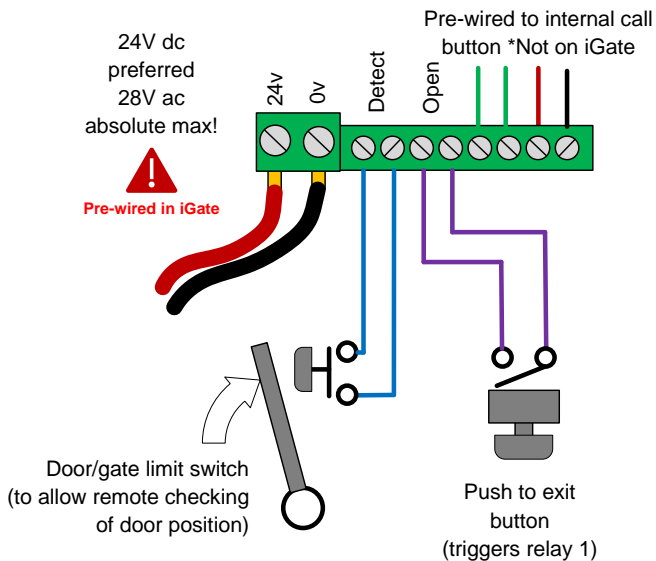 24V dc
preferred
28V ac
absolute max!
Pre-wired in iGate
24v
0v
Detect
Open
Pre-wired to internal call
button *Not on iGate
Door/gate limit switch
(to allow remote checking
of door position)
Push to exit
button
(triggers relay 1)